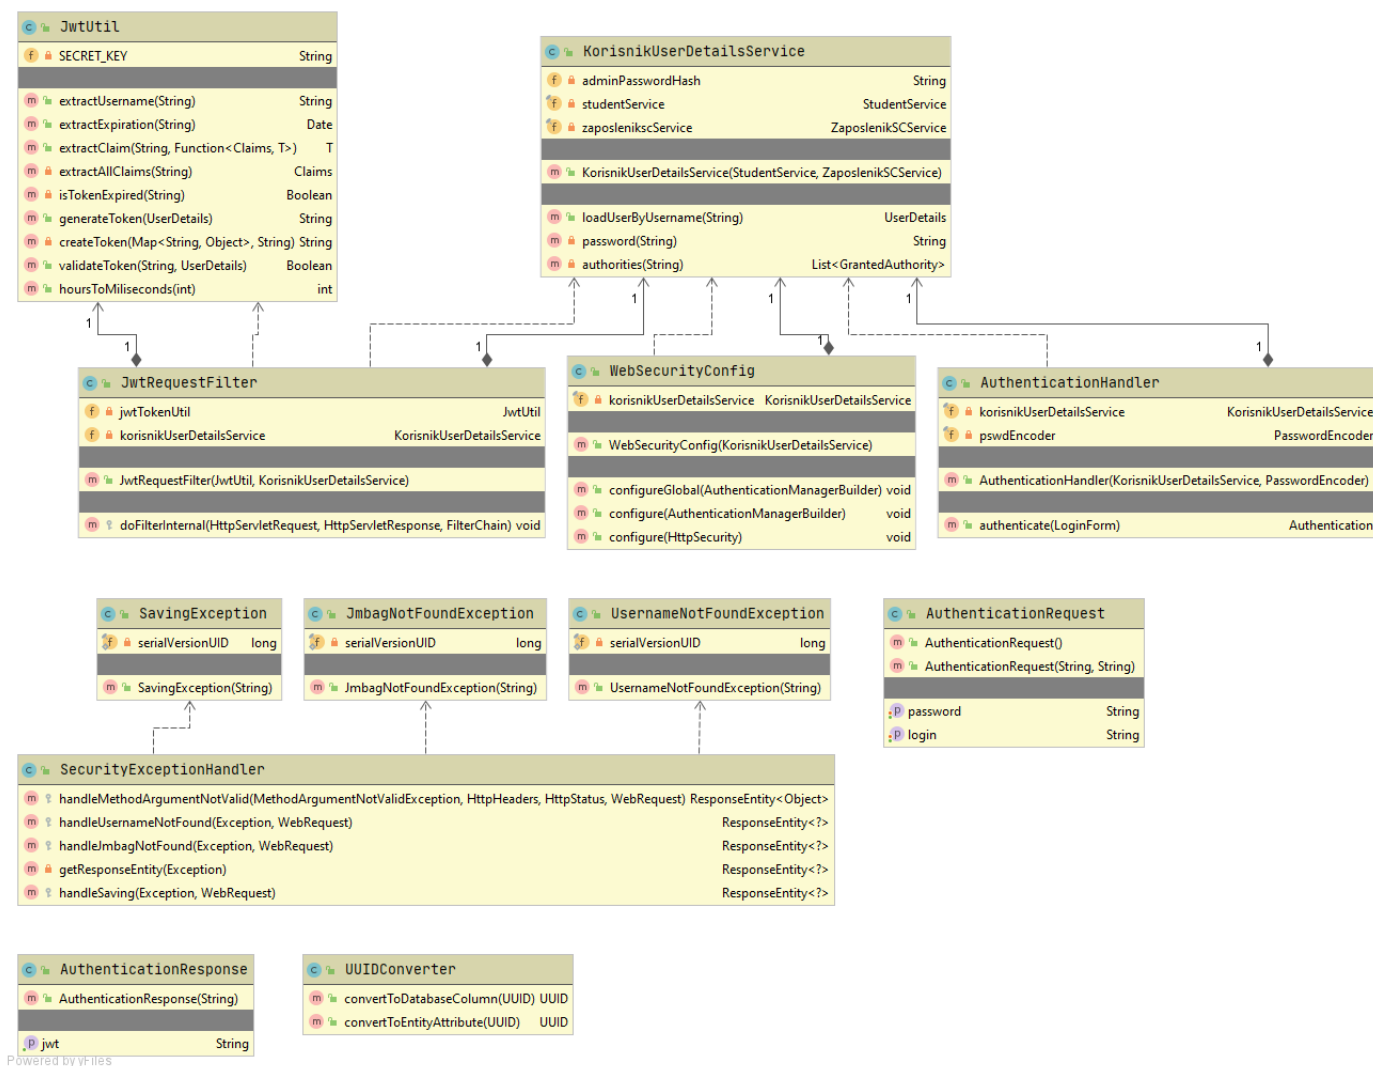 JwtUtil
SECRET_KEY String
extractUsername(String) String
extractExpiration(String) Date
extractClaim(String, Function<Claims, T>) T
extractAllClaims(String) Claims
isTokenExpired(String) Boolean
generateToken(UserDetails) String
createToken(Map<String, Object>, String) String
validateToken(String, UserDetails) Boolean
hoursToMiliseconds(int) int
KorisnikUserDetailsService
adminPasswordHash String
studentService StudentService
zaposlenikscService ZaposlenikSCService
KorisnikUserDetailsService(StudentService, ZaposlenikSCService)
loadUserByUsername(String) UserDetails
password(String) String
authorities(String) List<GrantedAuthority>
1
1
1
1
1
1
1
1
JwtRequestFilter
jwtTokenUtil JwtUtil
korisnikUserDetailsService KorisnikUserDetailsService
JwtRequestFilter(JwtUtil, KorisnikUserDetailsService)
doFilterInternal(HttpServletRequest, HttpServletResponse, FilterChain) void
WebSecurityConfig
korisnikUserDetailsService KorisnikUserDetailsService
WebSecurityConfig(KorisnikUserDetailsService)
configureGlobal(AuthenticationManagerBuilder) void
configure(AuthenticationManagerBuilder) void
configure(HttpSecurity) void
AuthenticationHandler
korisnikUserDetailsService KorisnikUserDetailsService
pswdEncoder PasswordEncoder
AuthenticationHandler(KorisnikUserDetailsService, PasswordEncoder)
authenticate(LoginForm) Authentication
SavingException
serialVersionUID long
SavingException(String)
JmbagNotFoundException
serialVersionUID long
JmbagNotFoundException(String)
UsernameNotFoundException
serialVersionUID long
UsernameNotFoundException(String)
AuthenticationRequest
AuthenticationRequest()
AuthenticationRequest(String, String)
password String
login String
SecurityExceptionHandler
handleMethodArgumentNotValid(MethodArgumentNotValidException, HttpHeaders, HttpStatus, WebRequest) ResponseEntity<Object>
handleUsernameNotFound(Exception, WebRequest) ResponseEntity<?>
handleJmbagNotFound(Exception, WebRequest) ResponseEntity<?>
getResponseEntity(Exception) ResponseEntity<?>
handleSaving(Exception, WebRequest) ResponseEntity<?>
AuthenticationResponse
AuthenticationResponse(String)
jwt String
UUIDConverter
convertToDatabaseColumn(UUID) UUID
convertToEntityAttribute(UUID) UUID
Powered by yFiles